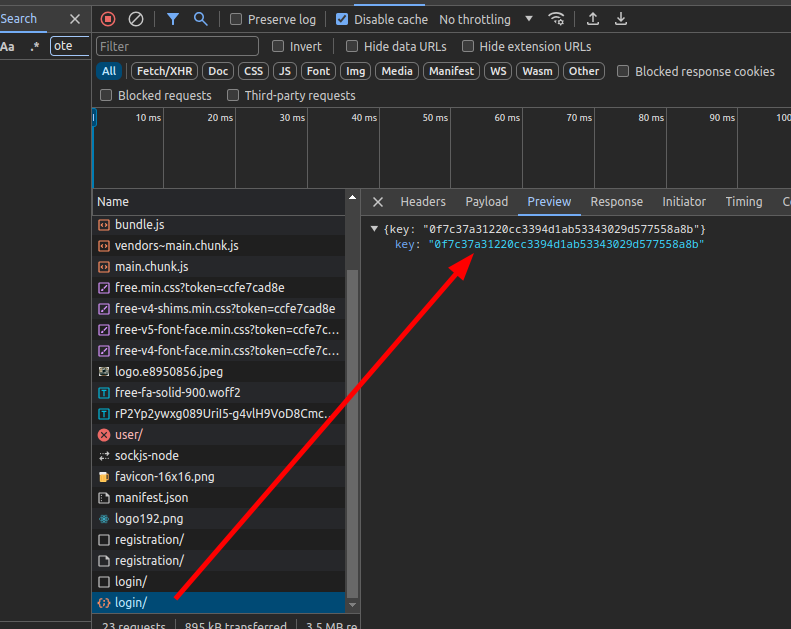 Search
Preserve log
Disable cache
No throttling
Aa
.*
ote
Filter
Invert
Hide data URLs
Hide extension URLs
All
Fetch/XHR
Doc
CSS
JS
Font
Img
Media
Manifest
WS
Wasm
Other
Blocked response cookies
Blocked requests
Third-party requests
10 ms
20 ms
30 ms
40 ms
50 ms
60 ms
70 ms
80 ms
90 ms
100
Name
Headers
Payload
Preview
Response
Initiator
Timing
bundle.js
vendors~main.chunk.js
main.chunk.js
free.min.css?token=ccfe7cad8e
free-v4-shims.min.css?token=ccfe7cad8e
free-v5-font-face.min.css?token=ccfe7c...
free-v4-font-face.min.css?token=ccfe7c...
logo.e8950856.jpeg
free-fa-solid-900.woff2
rP2Yp2ywxg089UriI5-g4vlH9VoD8Cmc...
user/
sockjs-node
favicon-16x16.png
manifest.json
logo192.png
registration/
registration/
login/
login/
{key: "0f7c37a31220cc3394d1ab53343029d577558a8b"}
key: "0f7c37a31220cc3394d1ab53343029d577558a8b"
23 requests
895 kB transferred
3.5 MB re